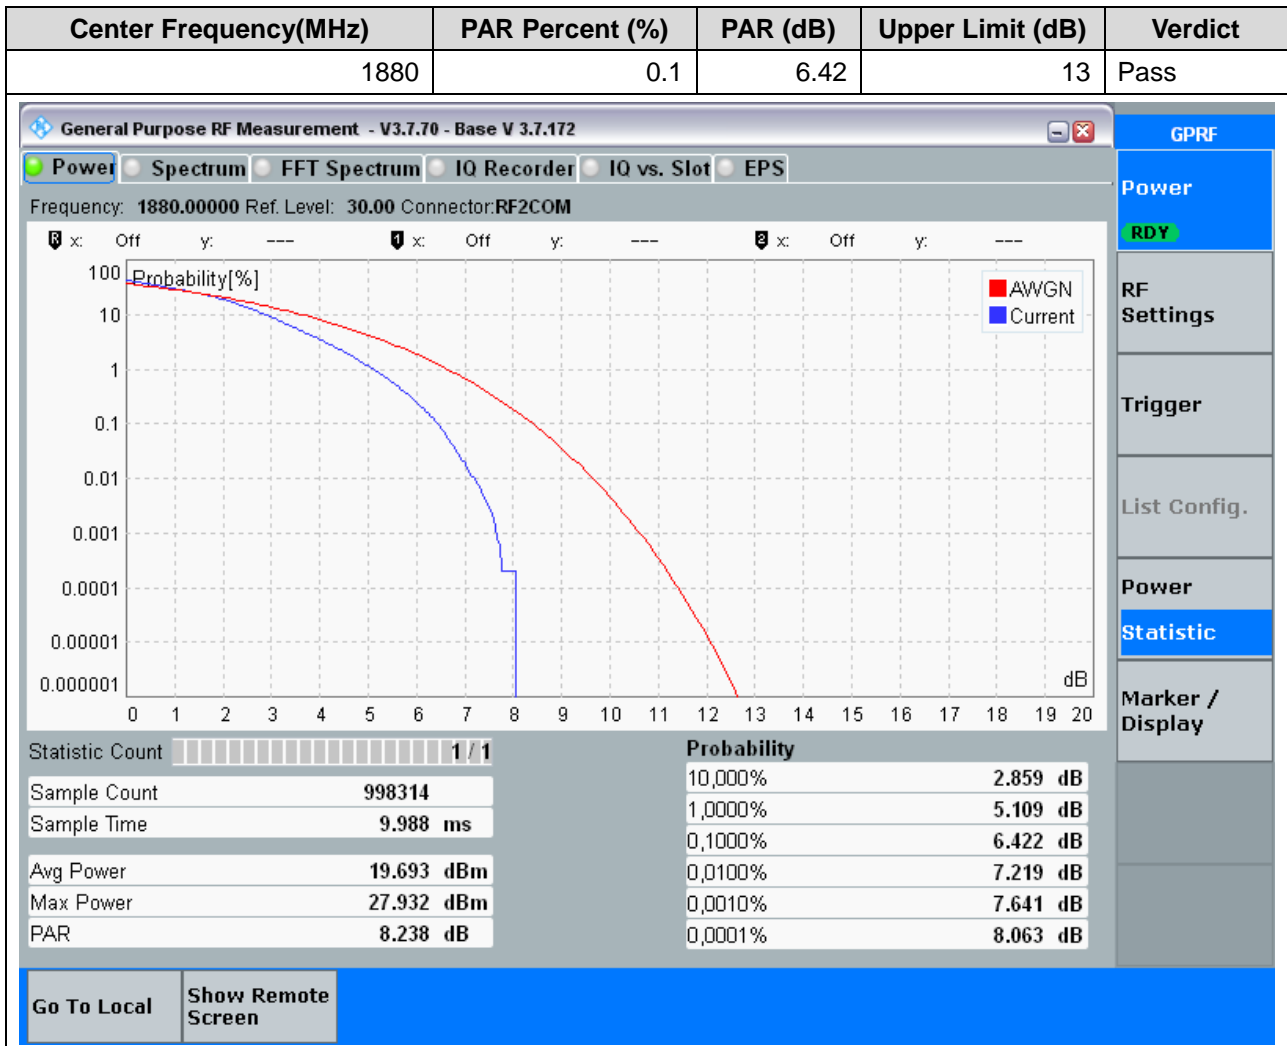 Center Frequency(MHz) PAR Percent (%) PAR (dB) Upper Limit (dB) Verdict
1880 0.1 6.42 13 Pass
General Purpose RF Measurement - V3.7.70 - Base V 3.7.172
GPRF
Power Spectrum FFT Spectrum IQ Recorder IQ vs. Slot EPS
Frequency: 1880.00000 Ref. Level: 30.00 Connector:RF2COM
R x: Off y: --- 1 x: Off y: --- 2 x: Off y: ---
Probability[%]
100
10
1
0.1
0.01
0.001
0.0001
0.00001
0.000001
AWGN
Current
dB
0 1 2 3 4 5 6 7 8 9 10 11 12 13 14 15 16 17 18 19 20
Statistic Count 1 / 1
Sample Count 998314
Sample Time 9.988 ms
Avg Power 19.693 dBm
Max Power 27.932 dBm
PAR 8.238 dB
Probability
10,000% 2.859 dB
1,0000% 5.109 dB
0,1000% 6.422 dB
0,0100% 7.219 dB
0,0010% 7.641 dB
0,0001% 8.063 dB
Power
RDY
RF
Settings
Trigger
List Config.
Power
Statistic
Marker /
Display
Go To Local
Show Remote
Screen